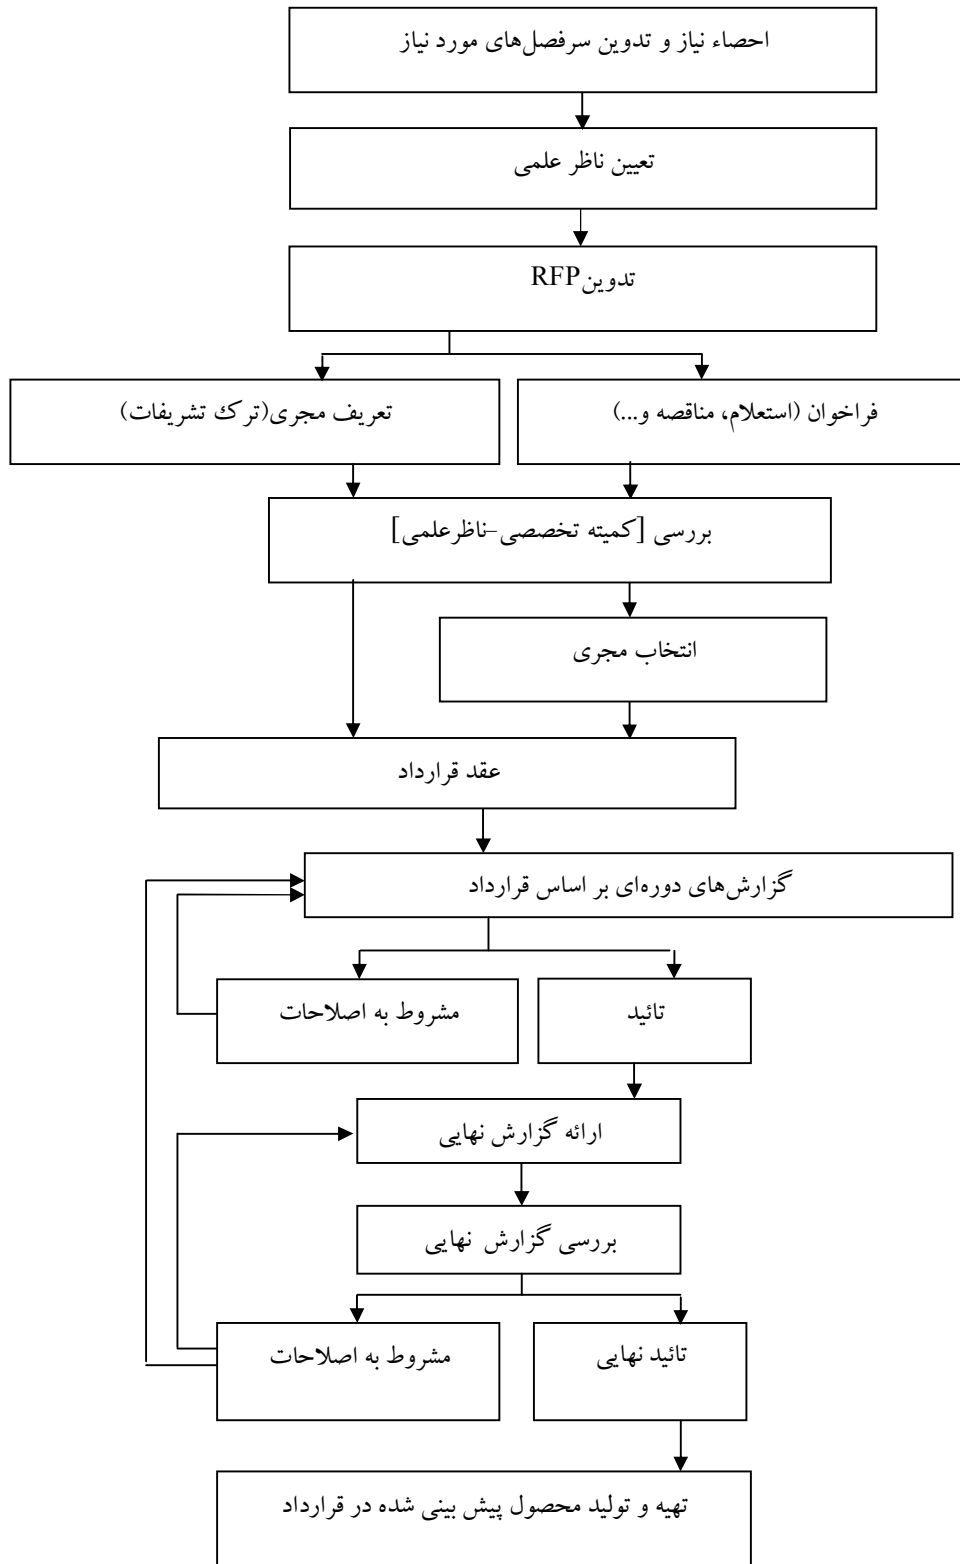 احصاء نیاز و تدوین سرفصل‌های مورد نیاز
تعیین ناظر علمی
تدوین RFP
فراخوان (استعلام، مناقصه و...)
تعریف مجری(ترک تشریفات)
بررسی [کمیته تخصصی–ناظرعلمی]
انتخاب مجری
عقد قرارداد
گزارش‌های دوره‌ای بر اساس قرارداد
تائید
مشروط به اصلاحات
ارائه گزارش نهایی
بررسی گزارش نهایی
تائید نهایی
مشروط به اصلاحات
تهیه و تولید محصول پیش بینی شده در قرارداد